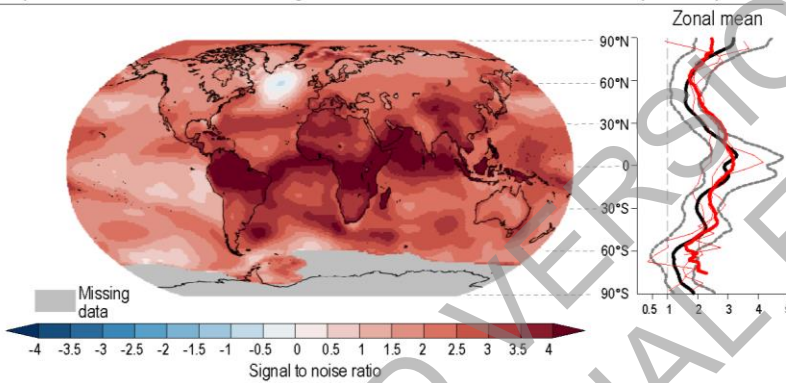 Zonal mean
90°N
60°N
30°N
0
30°S
60°S
90°S
0.5 1 2 3 4
Missing
data
-4 -3.5 -3 -2.5 -2 -1.5 -1 -0.5 0 0.5 1 1.5 2 2.5 3 3.5 4
Signal to noise ratio